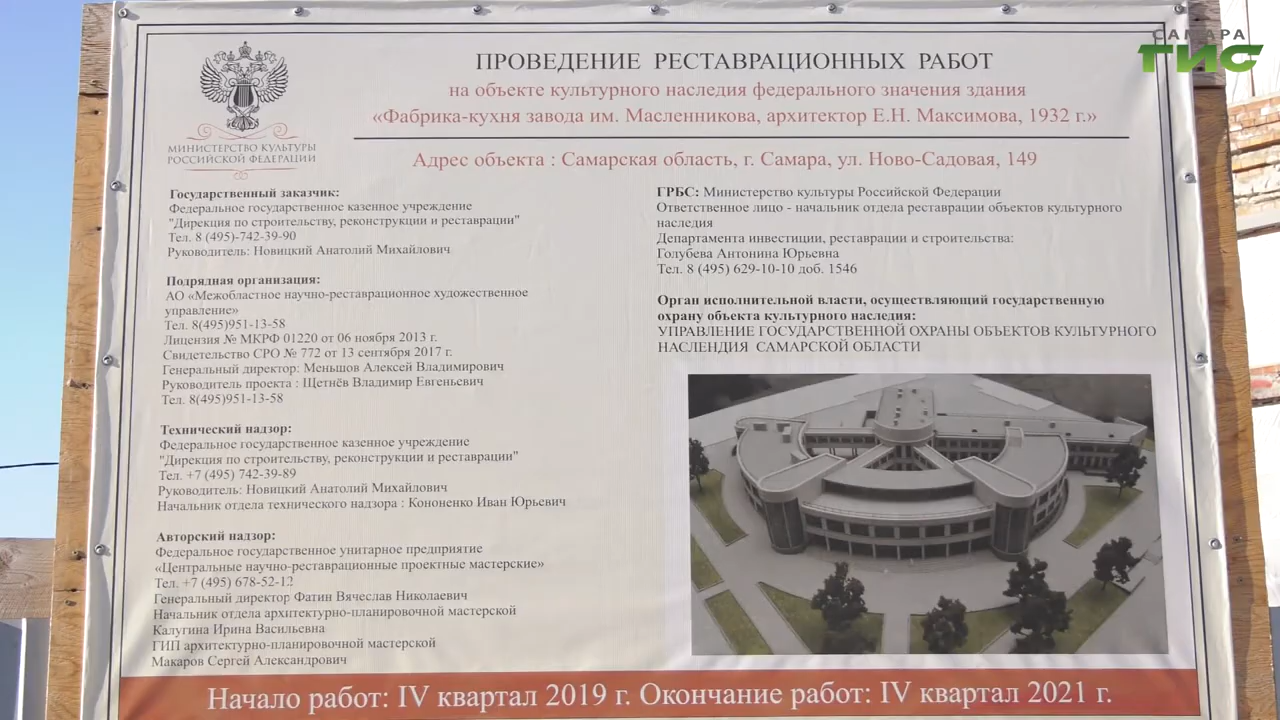 САМАРА
ГИС
ПРОВЕДЕНИЕ РЕСТАВРАЦИОННЫХ РАБОТ
на объекте культурного наследия федерального значения здания
«Фабрика-кухня завода им. Масленникова, архитектор Е.Н. Максимова, 1932 г.»
МИНИСТЕРСТВО КУЛЬТУРЫ
РОССИЙСКОЙ ФЕДЕРАЦИИ
Адрес объекта : Самарская область, г. Самара, ул. Ново-Садовая, 149
Государственный заказчик:
Федеральное государственное казенное учреждение
"Дирекция по строительству, реконструкции и реставрации"
Тел. 8 (495)-742-39-90
Руководитель: Новицкий Анатолий Михайлович
Подрядная организация:
АО «Межобластное научно-реставрационное художественное
управление»
Тел. 8(495)951-13-58
Лицензия № МКРФ 01220 от 06 ноября 2013 г.
Свидетельство СРО № 772 от 13 сентября 2017 г.
Генеральный директор: Меньшов Алексей Владимирович
Руководитель проекта : Щетнёв Владимир Евгеньевич
Тел. 8(495)951-13-58
Технический надзор:
Федеральное государственное казенное учреждение
"Дирекция по строительству, реконструкции и реставрации"
Тел. +7 (495) 742-39-89
Руководитель: Новицкий Анатолий Михайлович
Начальник отдела технического надзора : Кононенко Иван Юрьевич
Авторский надзор:
Федеральное государственное унитарное предприятие
«Центральные научно-реставрационные проектные мастерские»
Тел. +7 (495) 678-52-12
Генеральный директор Фатин Вячеслав Николаевич
Начальник отдела архитектурно-планировочной мастерской
Калугина Ирина Васильевна
ГИП архитектурно-планировочной мастерской
Макаров Сергей Александрович
ГРБС: Министерство культуры Российской Федерации
Ответственное лицо - начальник отдела реставрации объектов культурного
наследия
Департамента инвестиции, реставрации и строительства:
Голубева Антонина Юрьевна
Тел. 8 (495) 629-10-10 доб. 1546
Орган исполнительной власти, осуществляющий государственную
охрану объекта культурного наследия:
УПРАВЛЕНИЕ ГОСУДАРСТВЕННОЙ ОХРАНЫ ОБЪЕКТОВ КУЛЬТУРНОГО
НАСЛЕНДИЯ САМАРСКОЙ ОБЛАСТИ
Начало работ: IV квартал 2019 г. Окончание работ: IV квартал 2021 г.